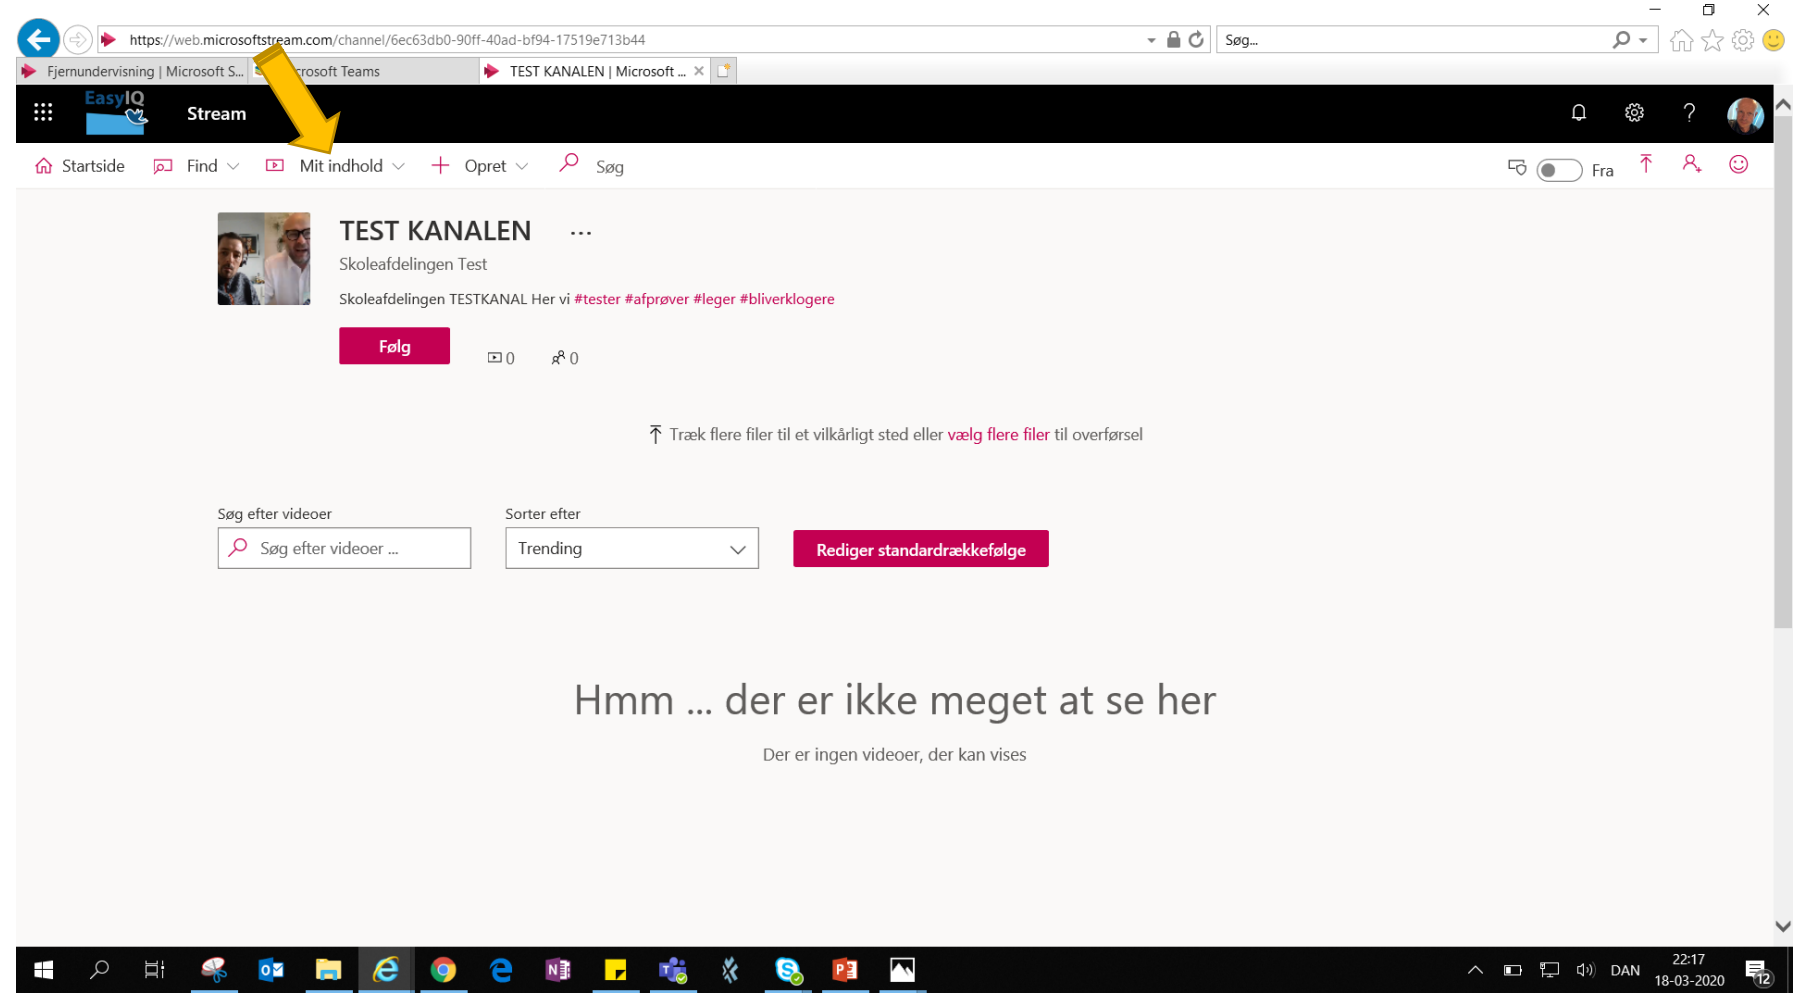 https://web.microsoftstream.com/channel/6ec63db0-90ff-40ad-bf94-17519e713b44
Søg...
Fjernundervisning | Microsoft S...
Microsoft Teams
TEST KANALEN | Microsoft ...
EasyIQ
Stream
?
Startside
Find
Mit indhold
Opret
Søg
Fra
TEST KANALEN ...
Skoleafdelingen Test
Skoleafdelingen TESTKANAL Her vi #tester #afprøver #leger #bliverklogere
Følg
0
0
Træk flere filer til et vilkårligt sted eller vælg flere filer til overførsel
Søg efter videoer
Sorter efter
Søg efter videoer ...
Trending
Rediger standardrækkefølge
Hmm ... der er ikke meget at se her
Der er ingen videoer, der kan vises
DAN
22:17
18-03-2020
12